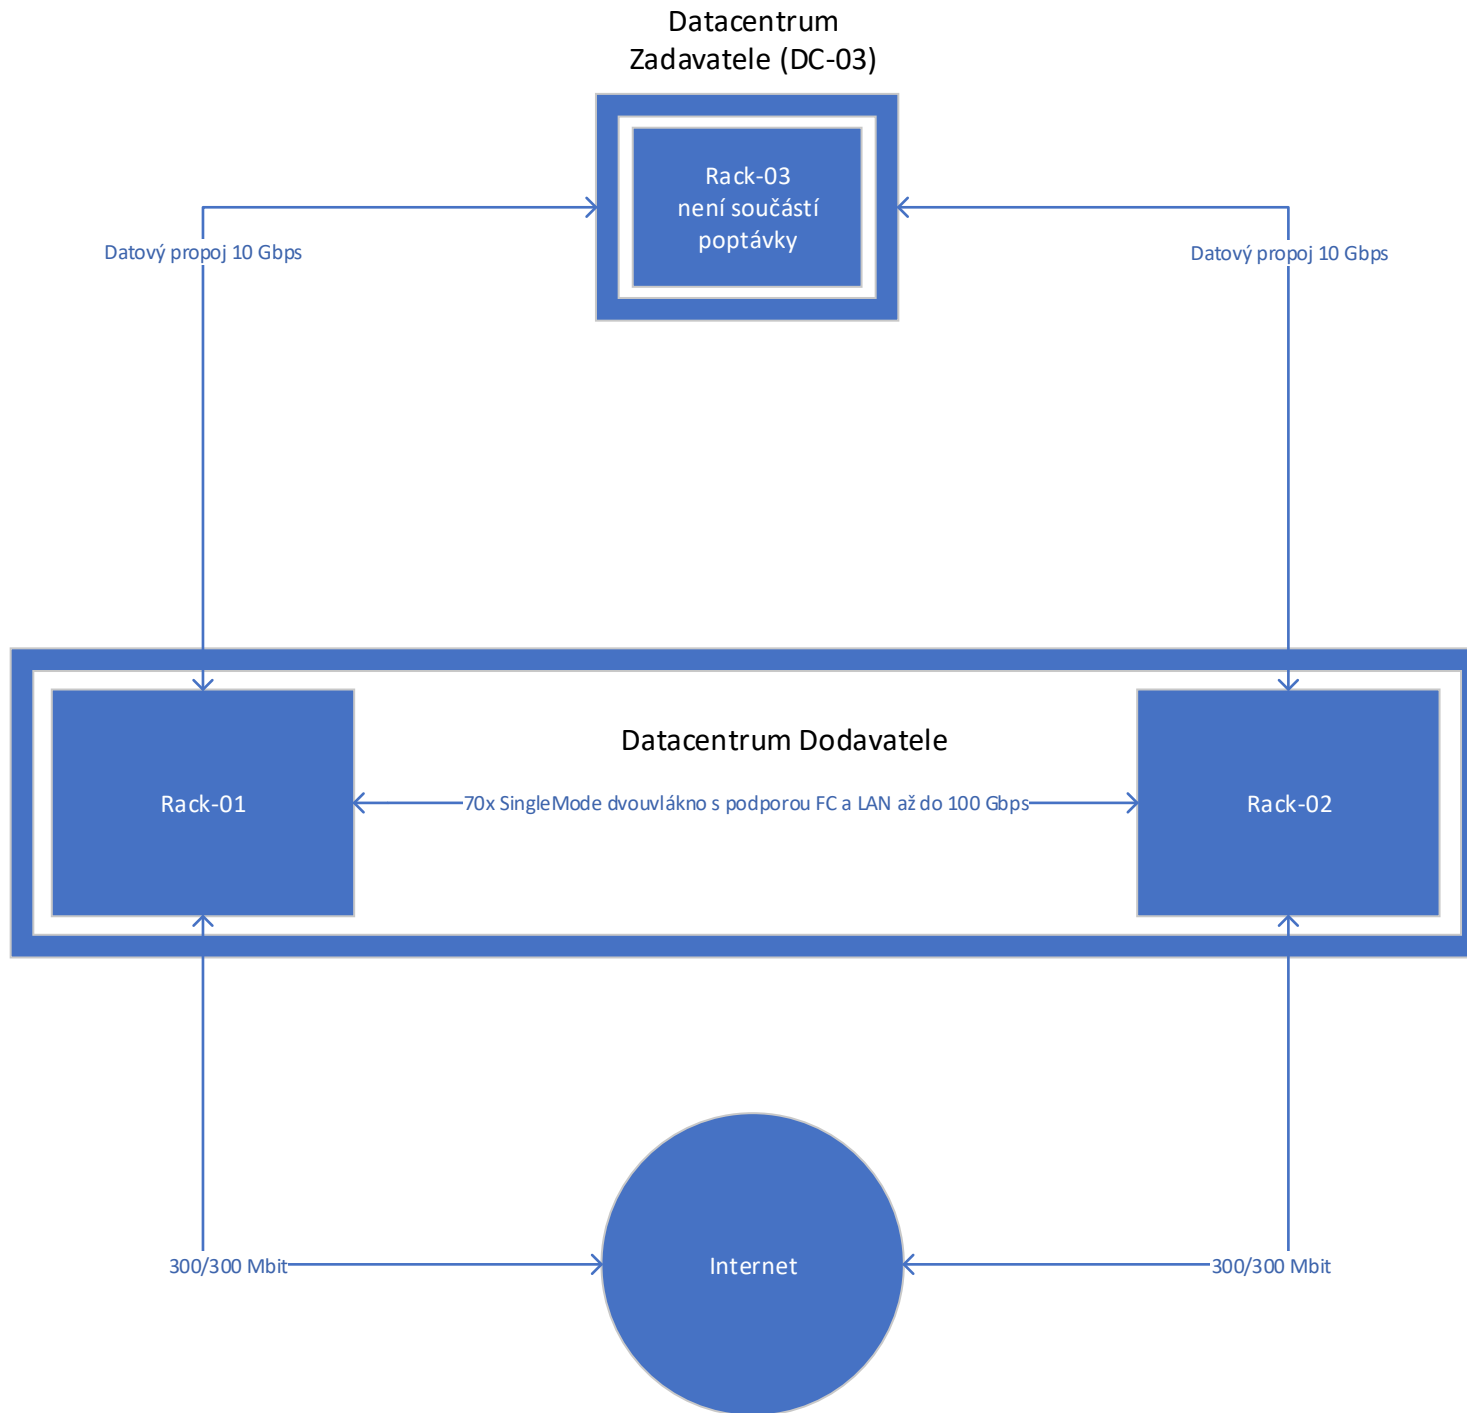 Datacentrum
Zadavatele (DC-03)
Rack-03
není součástí
poptávky
Datový propoj 10 Gbps
Datový propoj 10 Gbps
Datacentrum Dodavatele
Rack-01
70x SingleMode dvouvlákno s podporou FC a LAN až do 100 Gbps
Rack-02
300/300 Mbit
Internet
300/300 Mbit